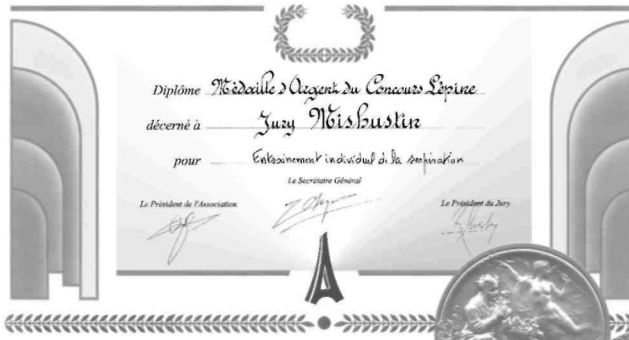 Diplôme Médaille d'Argent du Concours Lépine
décerné à Jury Mishustin
pour Entrainement individuel de la respiration
Le Secrétaire Général
Le Président de l'Association Le Président du Jury